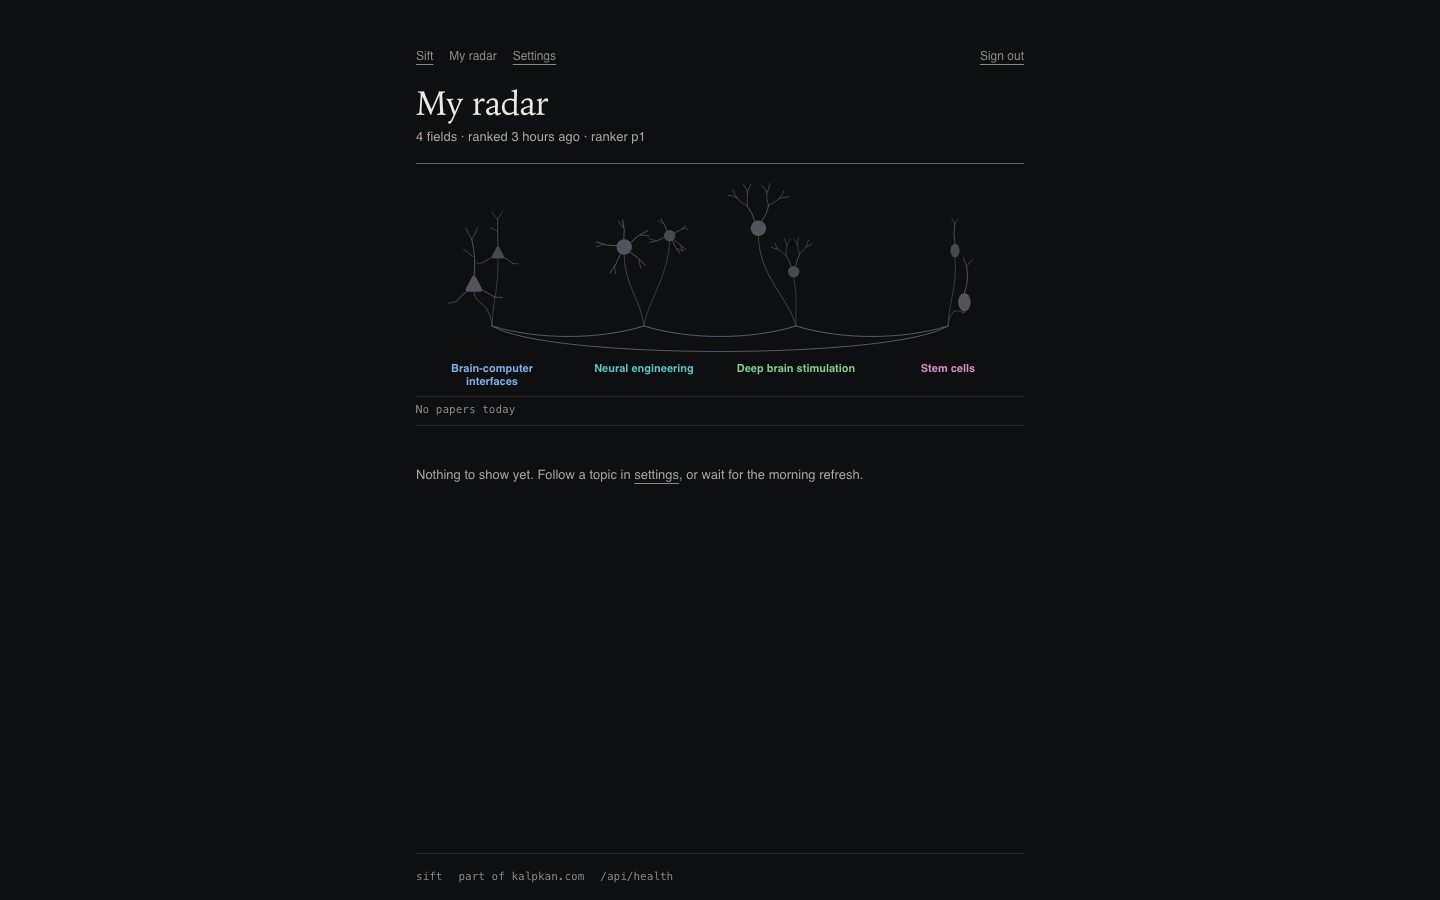 Sift My radar Settings Sign out
My radar
4 fields · ranked 3 hours ago · ranker p1
Brain-computer
interfaces
Neural engineering
Deep brain stimulation
Stem cells
No papers today
Nothing to show yet. Follow a topic in settings, or wait for the morning refresh.
sift part of kalpkan.com /api/health